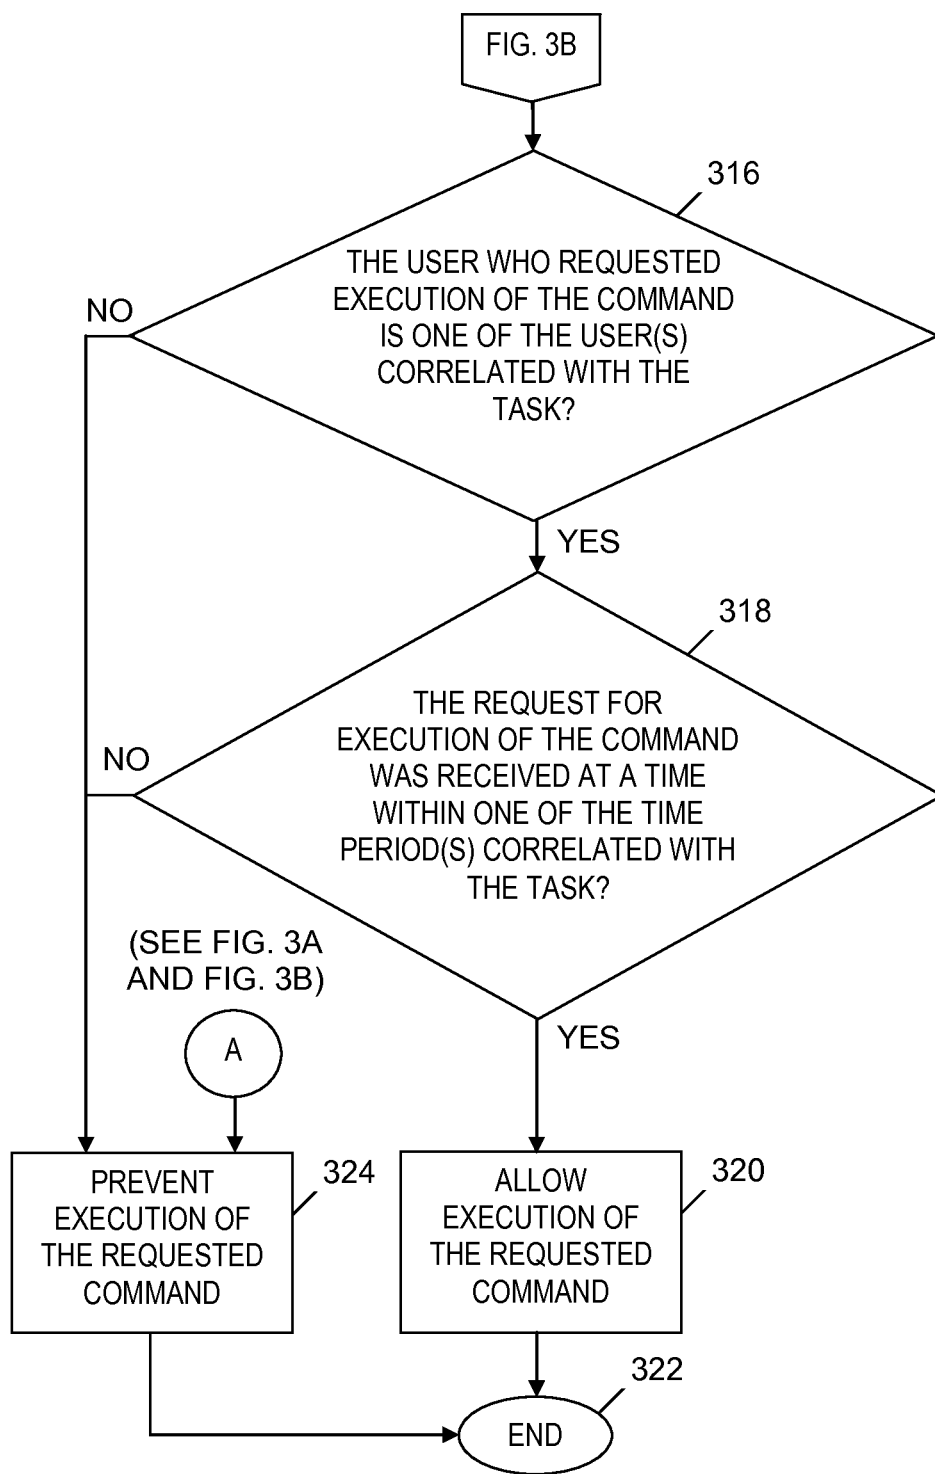 FIG. 3B
316
THE USER WHO REQUESTED
EXECUTION OF THE COMMAND
IS ONE OF THE USER(S)
CORRELATED WITH THE
TASK?
NO
YES
318
THE REQUEST FOR
EXECUTION OF THE COMMAND
WAS RECEIVED AT A TIME
WITHIN ONE OF THE TIME
PERIOD(S) CORRELATED WITH
THE TASK?
NO
(SEE FIG. 3A
AND FIG. 3B)
A
YES
PREVENT
EXECUTION OF
THE REQUESTED
COMMAND
324
ALLOW
EXECUTION OF
THE REQUESTED
COMMAND
320
322
END